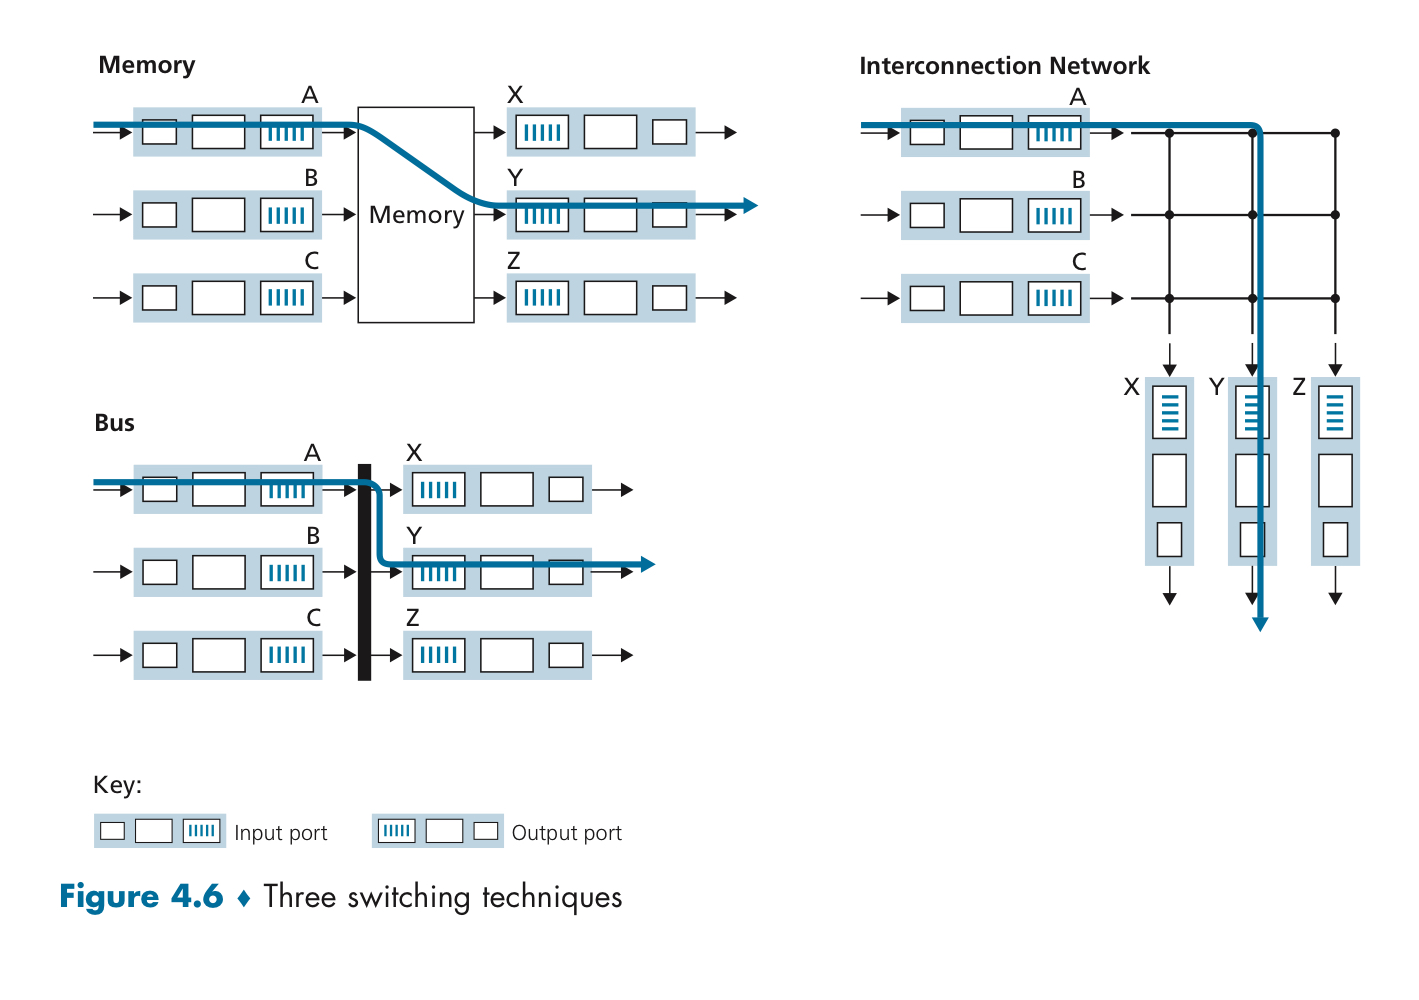 Memory
A
X
B
Y
Memory
C
Z
Interconnection Network
A
B
C
X
Y
Z
Bus
A
X
B
Y
C
Z
Key:
Input port
Output port
Figure 4.6 ♦ Three switching techniques